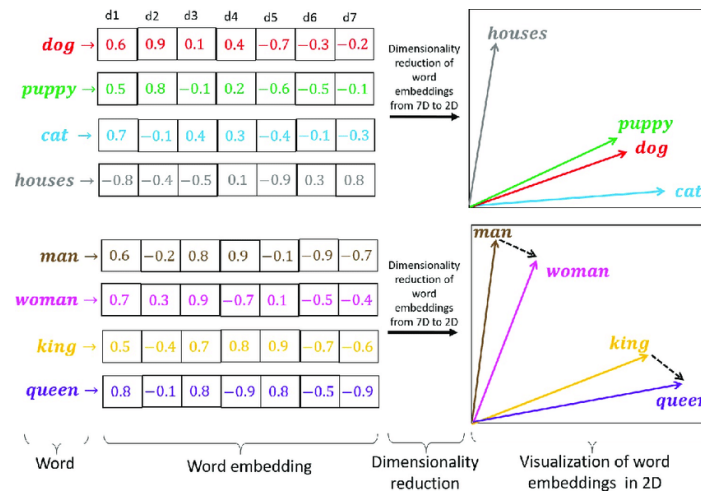 d1 d2 d3 d4 d5 d6 d7
dog → 0.6 0.9 0.1 0.4 −0.7 −0.3 −0.2
puppy → 0.5 0.8 −0.1 0.2 −0.6 −0.5 −0.1
cat → 0.7 −0.1 0.4 0.3 −0.4 −0.1 −0.3
houses → −0.8 −0.4 −0.5 0.1 −0.9 0.3 0.8
Dimensionality
reduction of
word
embeddings
from 7D to 2D
houses
puppy
dog
cat
man → 0.6 −0.2 0.8 0.9 −0.1 −0.9 −0.7
woman → 0.7 0.3 0.9 −0.7 0.1 −0.5 −0.4
king → 0.5 −0.4 0.7 0.8 0.9 −0.7 −0.6
queen → 0.8 −0.1 0.8 −0.9 0.8 −0.5 −0.9
Dimensionality
reduction of
word
embeddings
from 7D to 2D
man
woman
king
queen
Word
Word embedding
Dimensionality
reduction
Visualization of word
embeddings in 2D